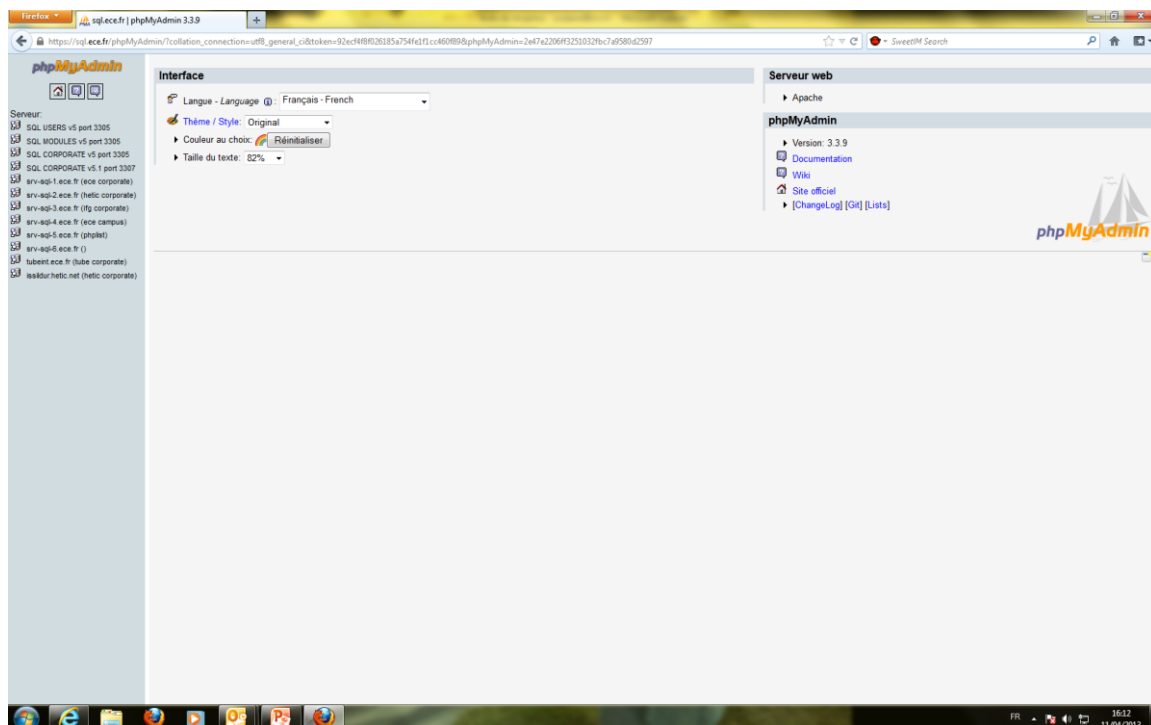 Firefox
sql.ece.fr | phpMyAdmin 3.3.9
https://sql.ece.fr/phpMyAdmin/?collation_connection=utf8_general_ci&token=92ecf4f8f026185a754fe1f1cc460f89&phpMyAdmin=2e47e2206ff3251032fbc7a9580d2597
SweetIM Search
phpMyAdmin
Serveur:
SQL USERS v5 port 3305
SQL MODULES v5 port 3305
SQL CORPORATE v5 port 3305
SQL CORPORATE v5.1 port 3307
srv-sql-1.ece.fr (ece corporate)
srv-sql-2.ece.fr (hetic corporate)
srv-sql-3.ece.fr (ifg corporate)
srv-sql-4.ece.fr (ece campus)
srv-sql-5.ece.fr (phplist)
srv-sql-6.ece.fr ()
tubeint.ece.fr (tube corporate)
issildur.hetic.net (hetic corporate)
Interface
Langue - Language : Français - French
Thème / Style: Original
Couleur au choix: Réinitialiser
Taille du texte: 82%
Serveur web
Apache
phpMyAdmin
Version: 3.3.9
Documentation
Wiki
Site officiel
[ChangeLog] [Git] [Lists]
phpMyAdmin
FR
16:12
11/04/2013